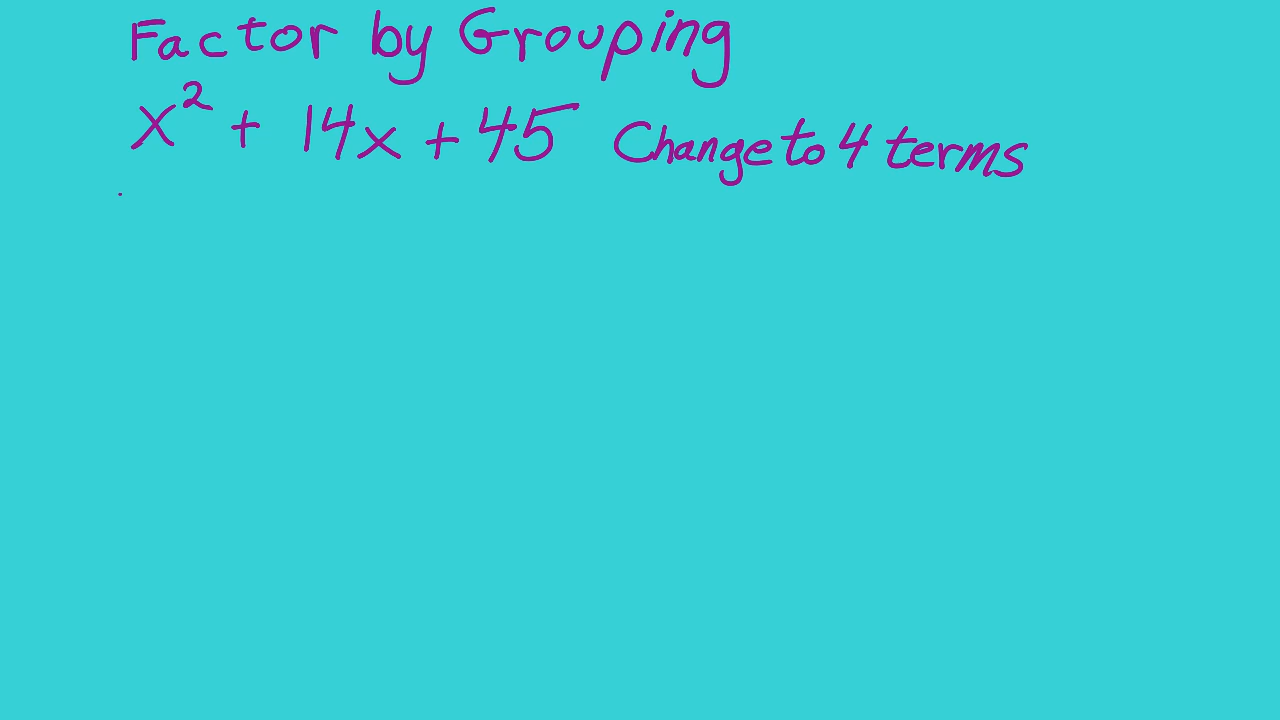 Factor by Grouping
x² + 14x + 45 Change to 4 terms